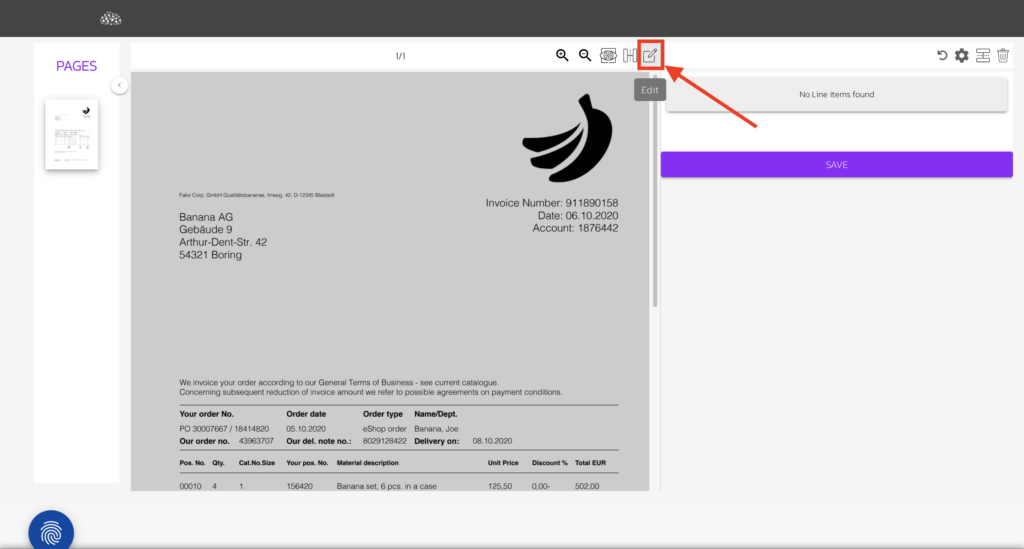 PAGES
1/1
Edit
No Line items found
SAVE
Fake Corp. GmbH Qualitätsbananas, Irrweg. 42, D-12345 Blastadt
Invoice Number: 911890158
Date: 06.10.2020
Account: 1876442
Banana AG
Gebäude 9
Arthur-Dent-Str. 42
54321 Boring
We invoice your order according to our General Terms of Business - see current catalogue.
Concerning subsequent reduction of invoice amount we refer to possible agreements on payment conditions.
Your order No. Order date Order type Name/Dept.
PO 30007667 / 18414820 05.10.2020 eShop order Banana, Joe
Our order no. 43963707 Our del. note no.: 8029128422 Delivery on: 08.10.2020
Pos. No. Qty. Cat.No.Size Your pos. No. Material description Unit Price Discount % Total EUR
00010 4 1 156420 Banana set, 6 pcs. in a case 125,50 0,00- 502,00